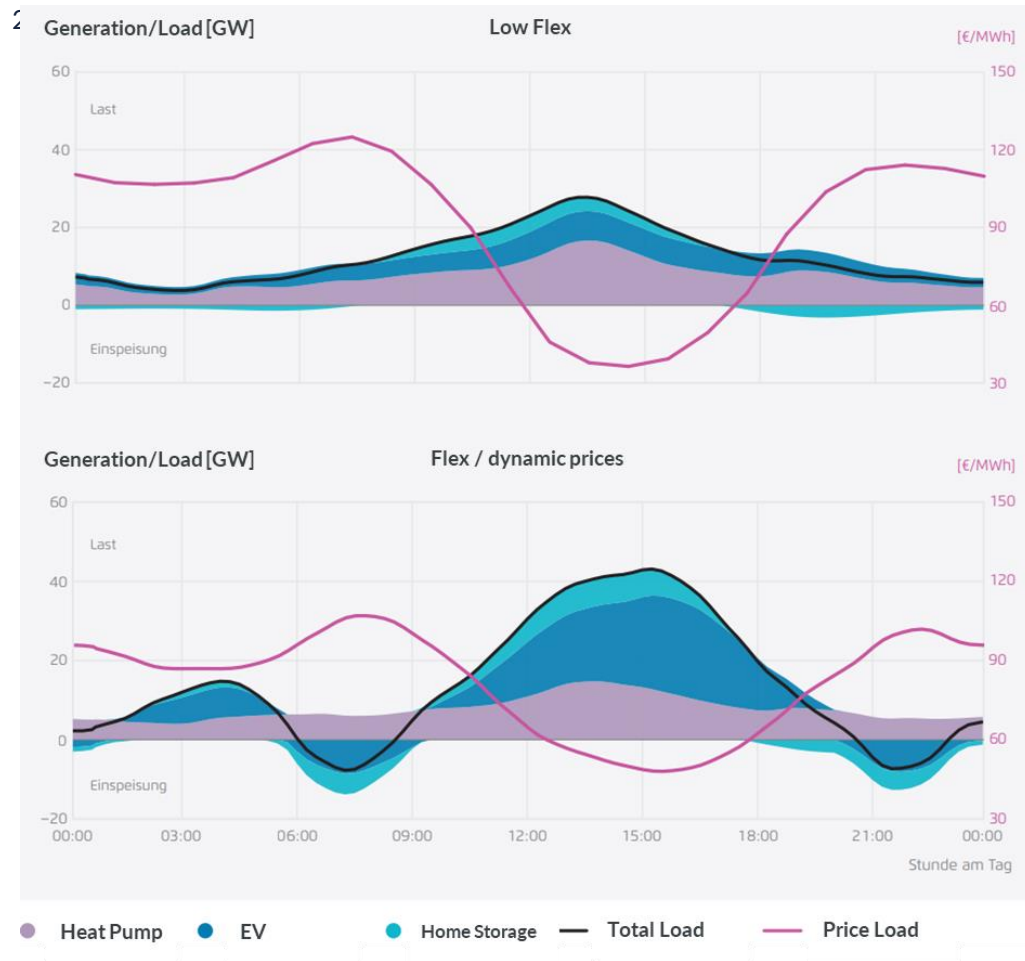 2
Generation/Load [GW] Low Flex [€/MWh]
60 150
Last
40 120
20 90
0 60
Einspeisung
−20 30
Generation/Load [GW] Flex / dynamic prices [€/MWh]
60 150
Last
40 120
20 90
0 60
Einspeisung
−20 30
00:00 03:00 06:00 09:00 12:00 15:00 18:00 21:00 00:00
Stunde am Tag
Heat Pump EV Home Storage Total Load Price Load